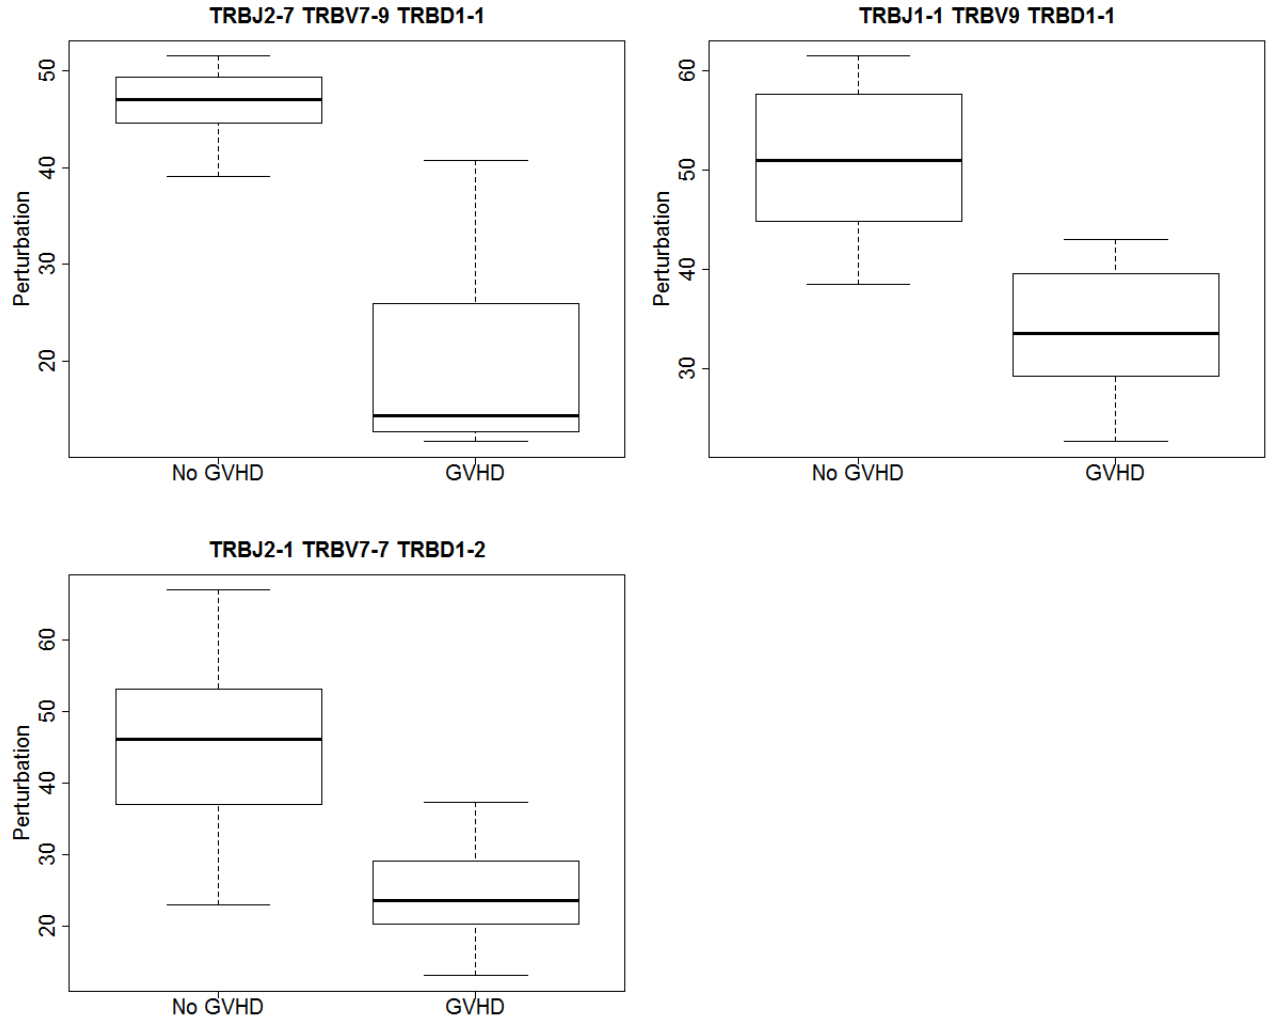 TRBJ2-7 TRBV7-9 TRBD1-1
Perturbation
50
40
30
20
No GVHD GVHD
TRBJ1-1 TRBV9 TRBD1-1
Perturbation
60
50
40
30
No GVHD GVHD
TRBJ2-1 TRBV7-7 TRBD1-2
Perturbation
60
50
40
30
20
No GVHD GVHD